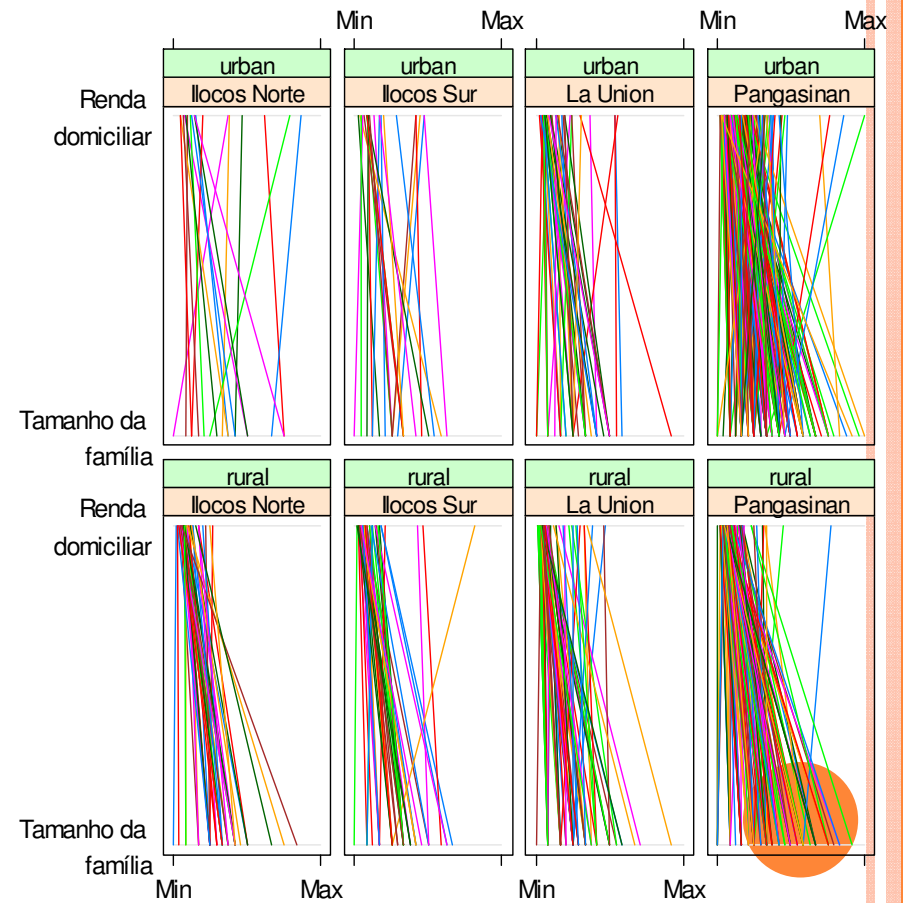 Min Max Min Max
urban urban urban urban
Renda Ilocos Norte Ilocos Sur La Union Pangasinan
domiciliar
Tamanho da
família
rural rural rural rural
Renda Ilocos Norte Ilocos Sur La Union Pangasinan
domiciliar
Tamanho da
família
Min Max Min Max